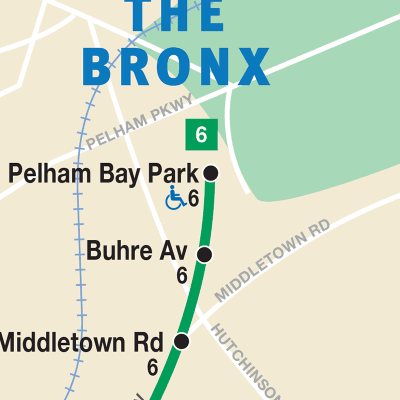 THE
BRONX
PELHAM PKWY
6
Pelham Bay Park
6
Buhre Av
6
MIDDLETOWN RD
Middletown Rd
6
HUTCHINSON